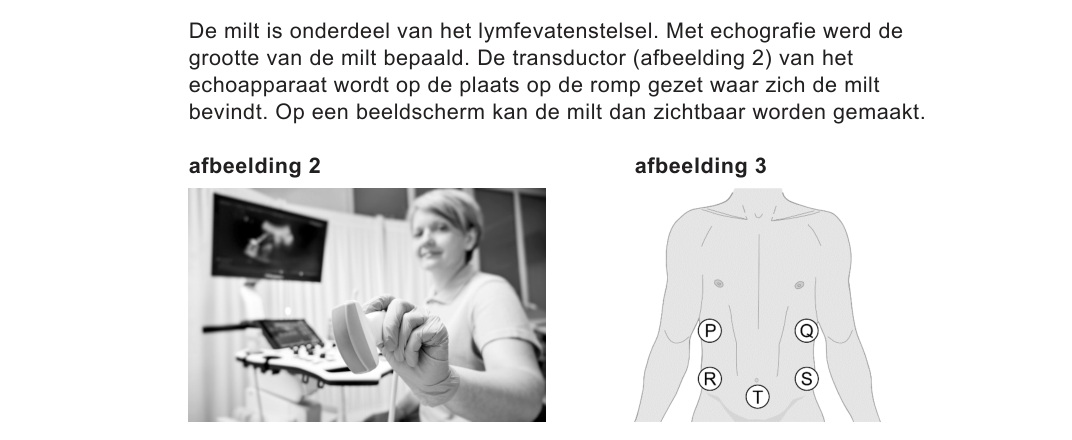 De milt is onderdeel van het lymfevatenstelsel. Met echografie werd de
grootte van de milt bepaald. De transductor (afbeelding 2) van het
echoapparaat wordt op de plaats op de romp gezet waar zich de milt
bevindt. Op een beeldscherm kan de milt dan zichtbaar worden gemaakt.
afbeelding 2
afbeelding 3
P
Q
R
S
T